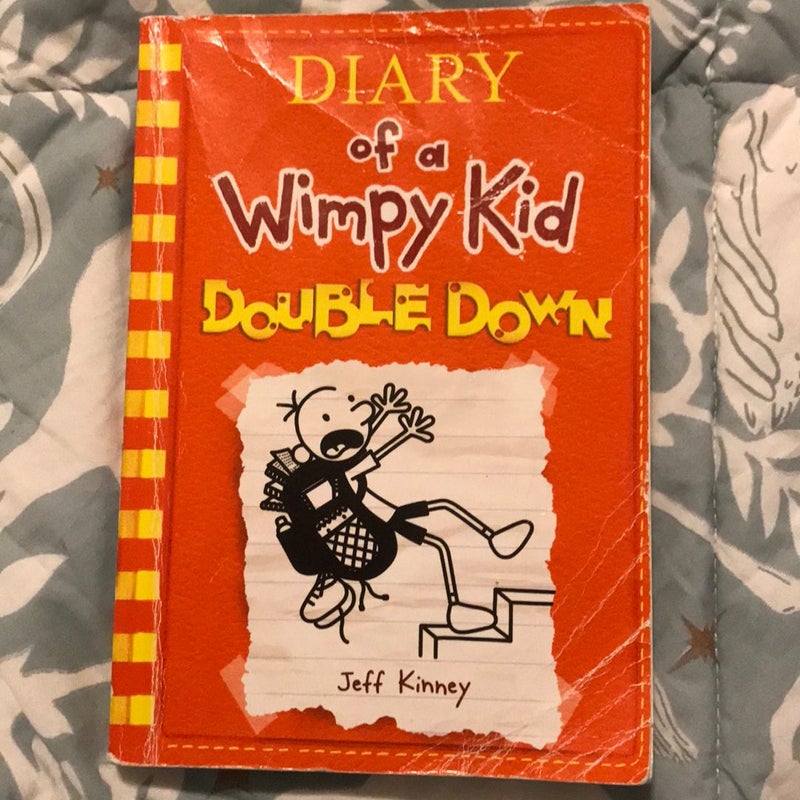 DIARY
of a
Wimpy Kid
DOUBLE DOWN
Jeff Kinney